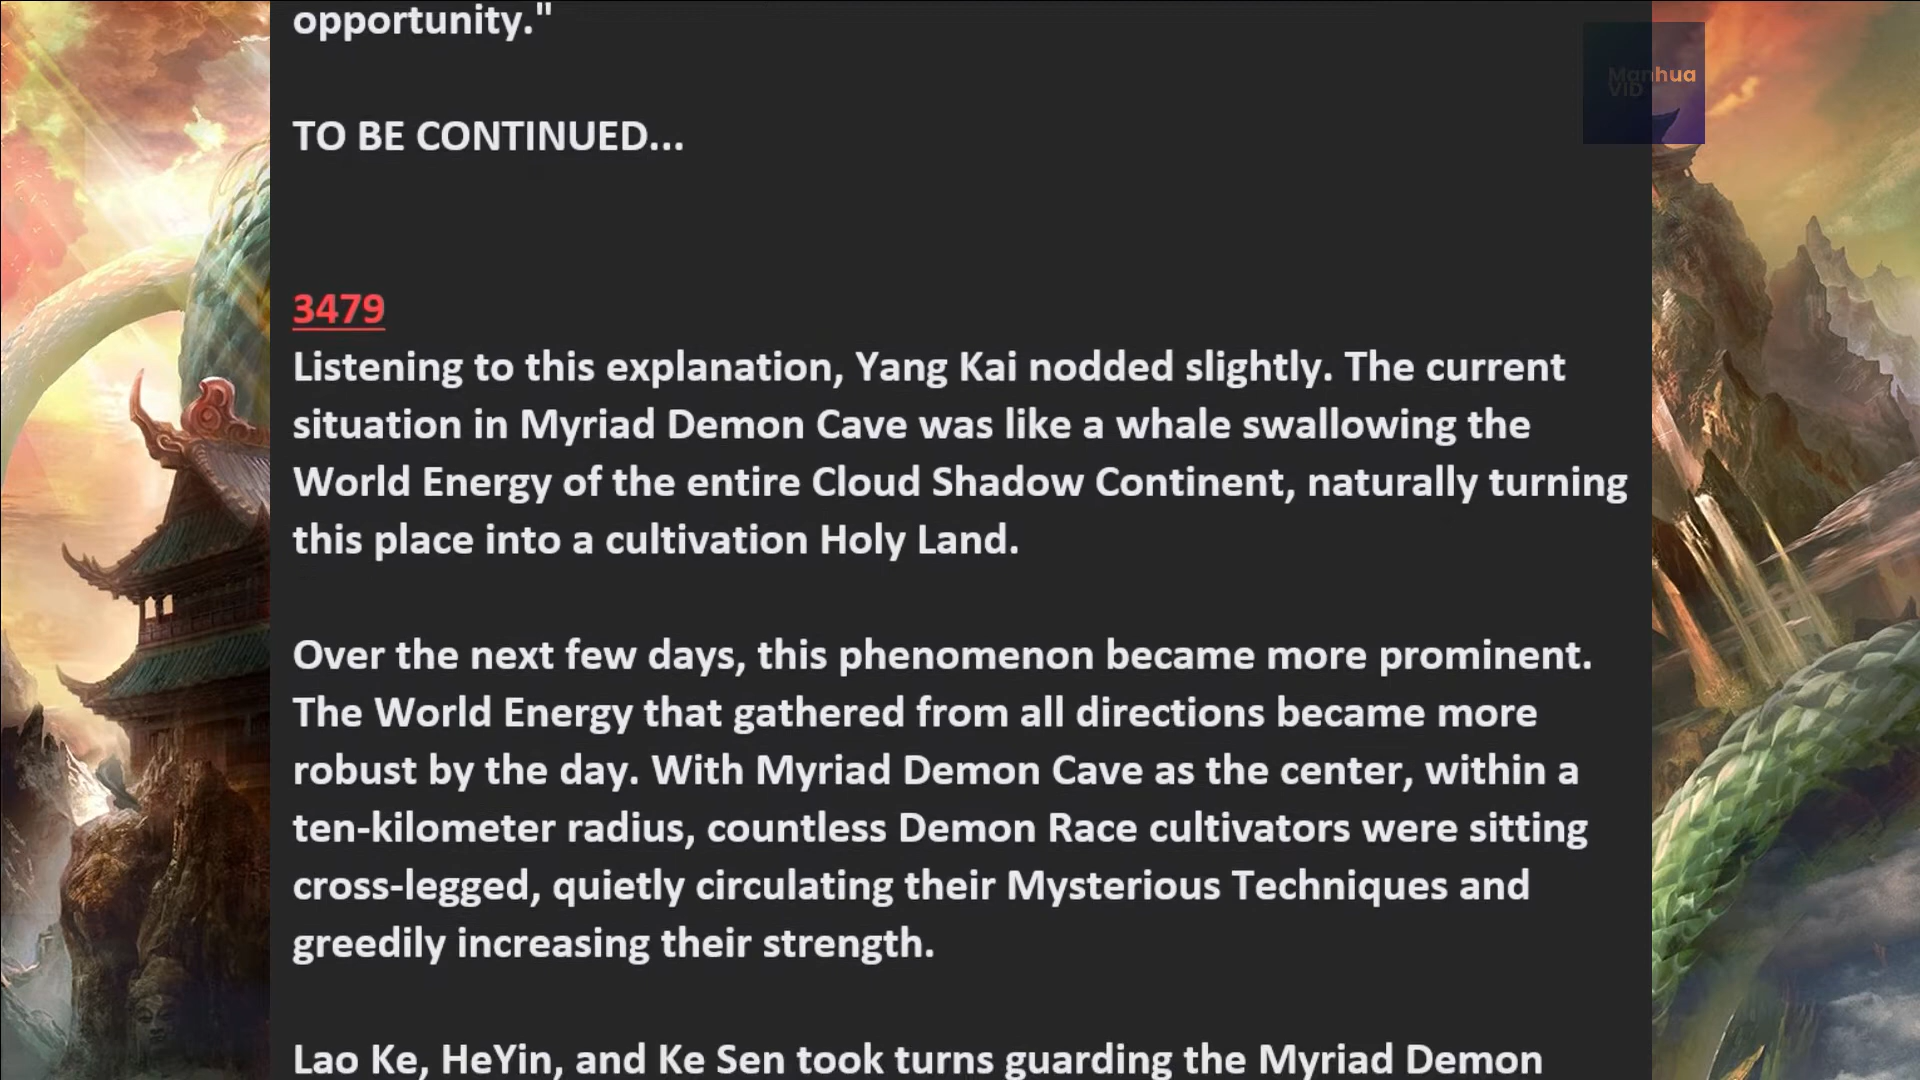 opportunity."
TO BE CONTINUED...
Manhua
VID
3479
Listening to this explanation, Yang Kai nodded slightly. The current
situation in Myriad Demon Cave was like a whale swallowing the
World Energy of the entire Cloud Shadow Continent, naturally turning
this place into a cultivation Holy Land.
Over the next few days, this phenomenon became more prominent.
The World Energy that gathered from all directions became more
robust by the day. With Myriad Demon Cave as the center, within a
ten-kilometer radius, countless Demon Race cultivators were sitting
cross-legged, quietly circulating their Mysterious Techniques and
greedily increasing their strength.
Lao Ke, HeYin, and Ke Sen took turns guarding the Myriad Demon